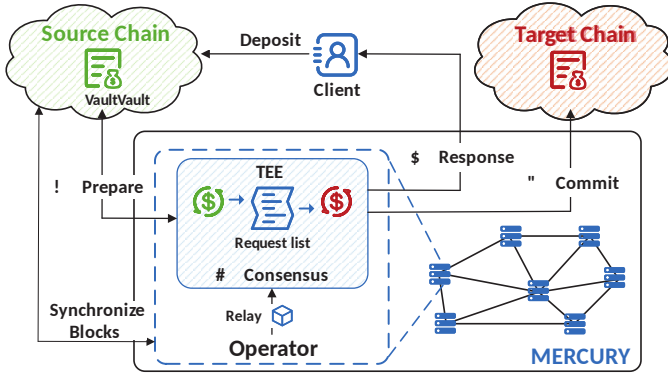 Source Chain
Target Chain
Deposit
Client
VaultVault
$ Response
! Prepare
TEE
" Commit
$
$
Request list
# Consensus
Synchronize
Blocks
Relay
Operator
MERCURY